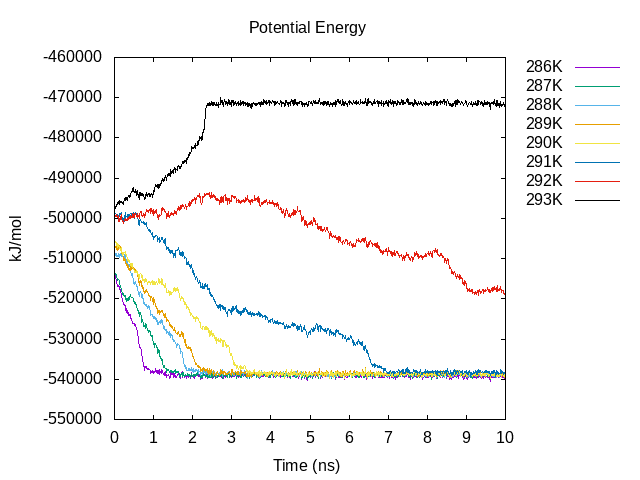 Potential Energy
-460000
-470000
-480000
-490000
-500000
-510000
-520000
-530000
-540000
-550000
kJ/mol
0 1 2 3 4 5 6 7 8 9 10
Time (ns)
286K
287K
288K
289K
290K
291K
292K
293K